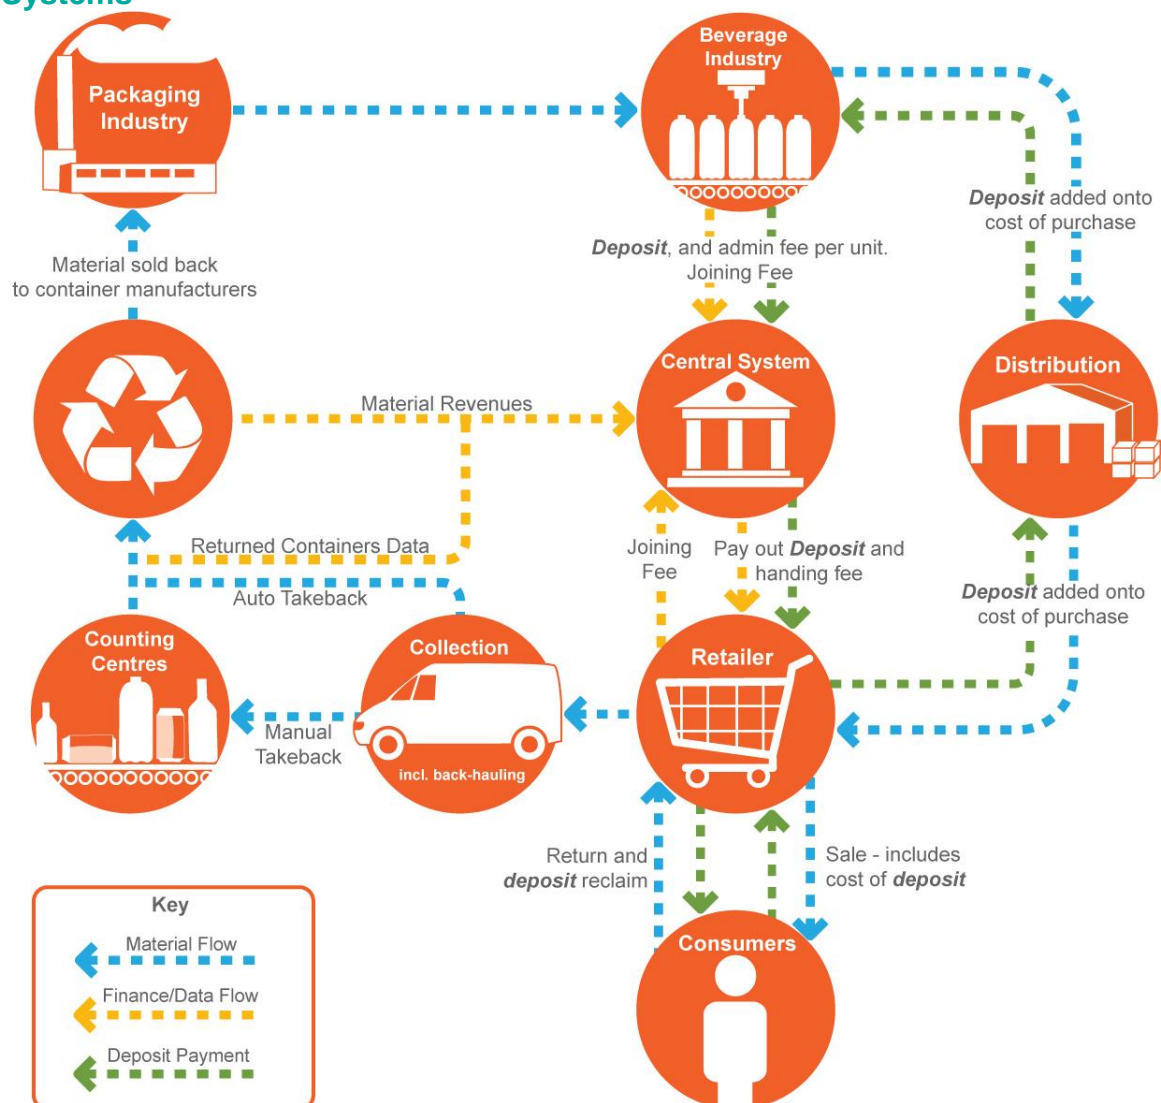 Systems
Packaging
Industry
Beverage
Industry
Deposit added onto
cost of purchase
Deposit, and admin fee per unit.
Joining Fee
Material sold back
to container manufacturers
Central System
Distribution
Material Revenues
Returned Containers Data
Auto Takeback
Joining
Fee
Pay out Deposit and
handing fee
Deposit added onto
cost of purchase
Counting
Centres
Collection
incl. back-hauling
Retailer
Manual
Takeback
Return and
deposit reclaim
Sale - includes
cost of deposit
Consumers
Key
Material Flow
Finance/Data Flow
Deposit Payment